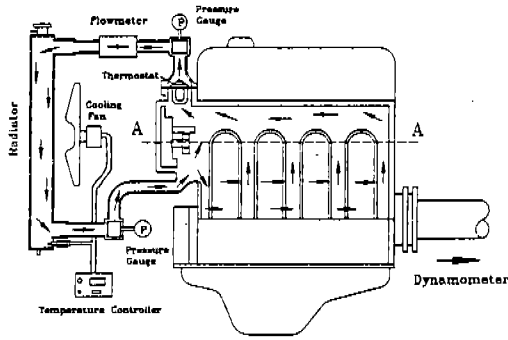 Pressure
Gauge
Flowmeter
P
Thermostat
Cooling
Fan
Radiator
A
A
P
Pressure
Gauge
Dynamometer
Temperature Controller